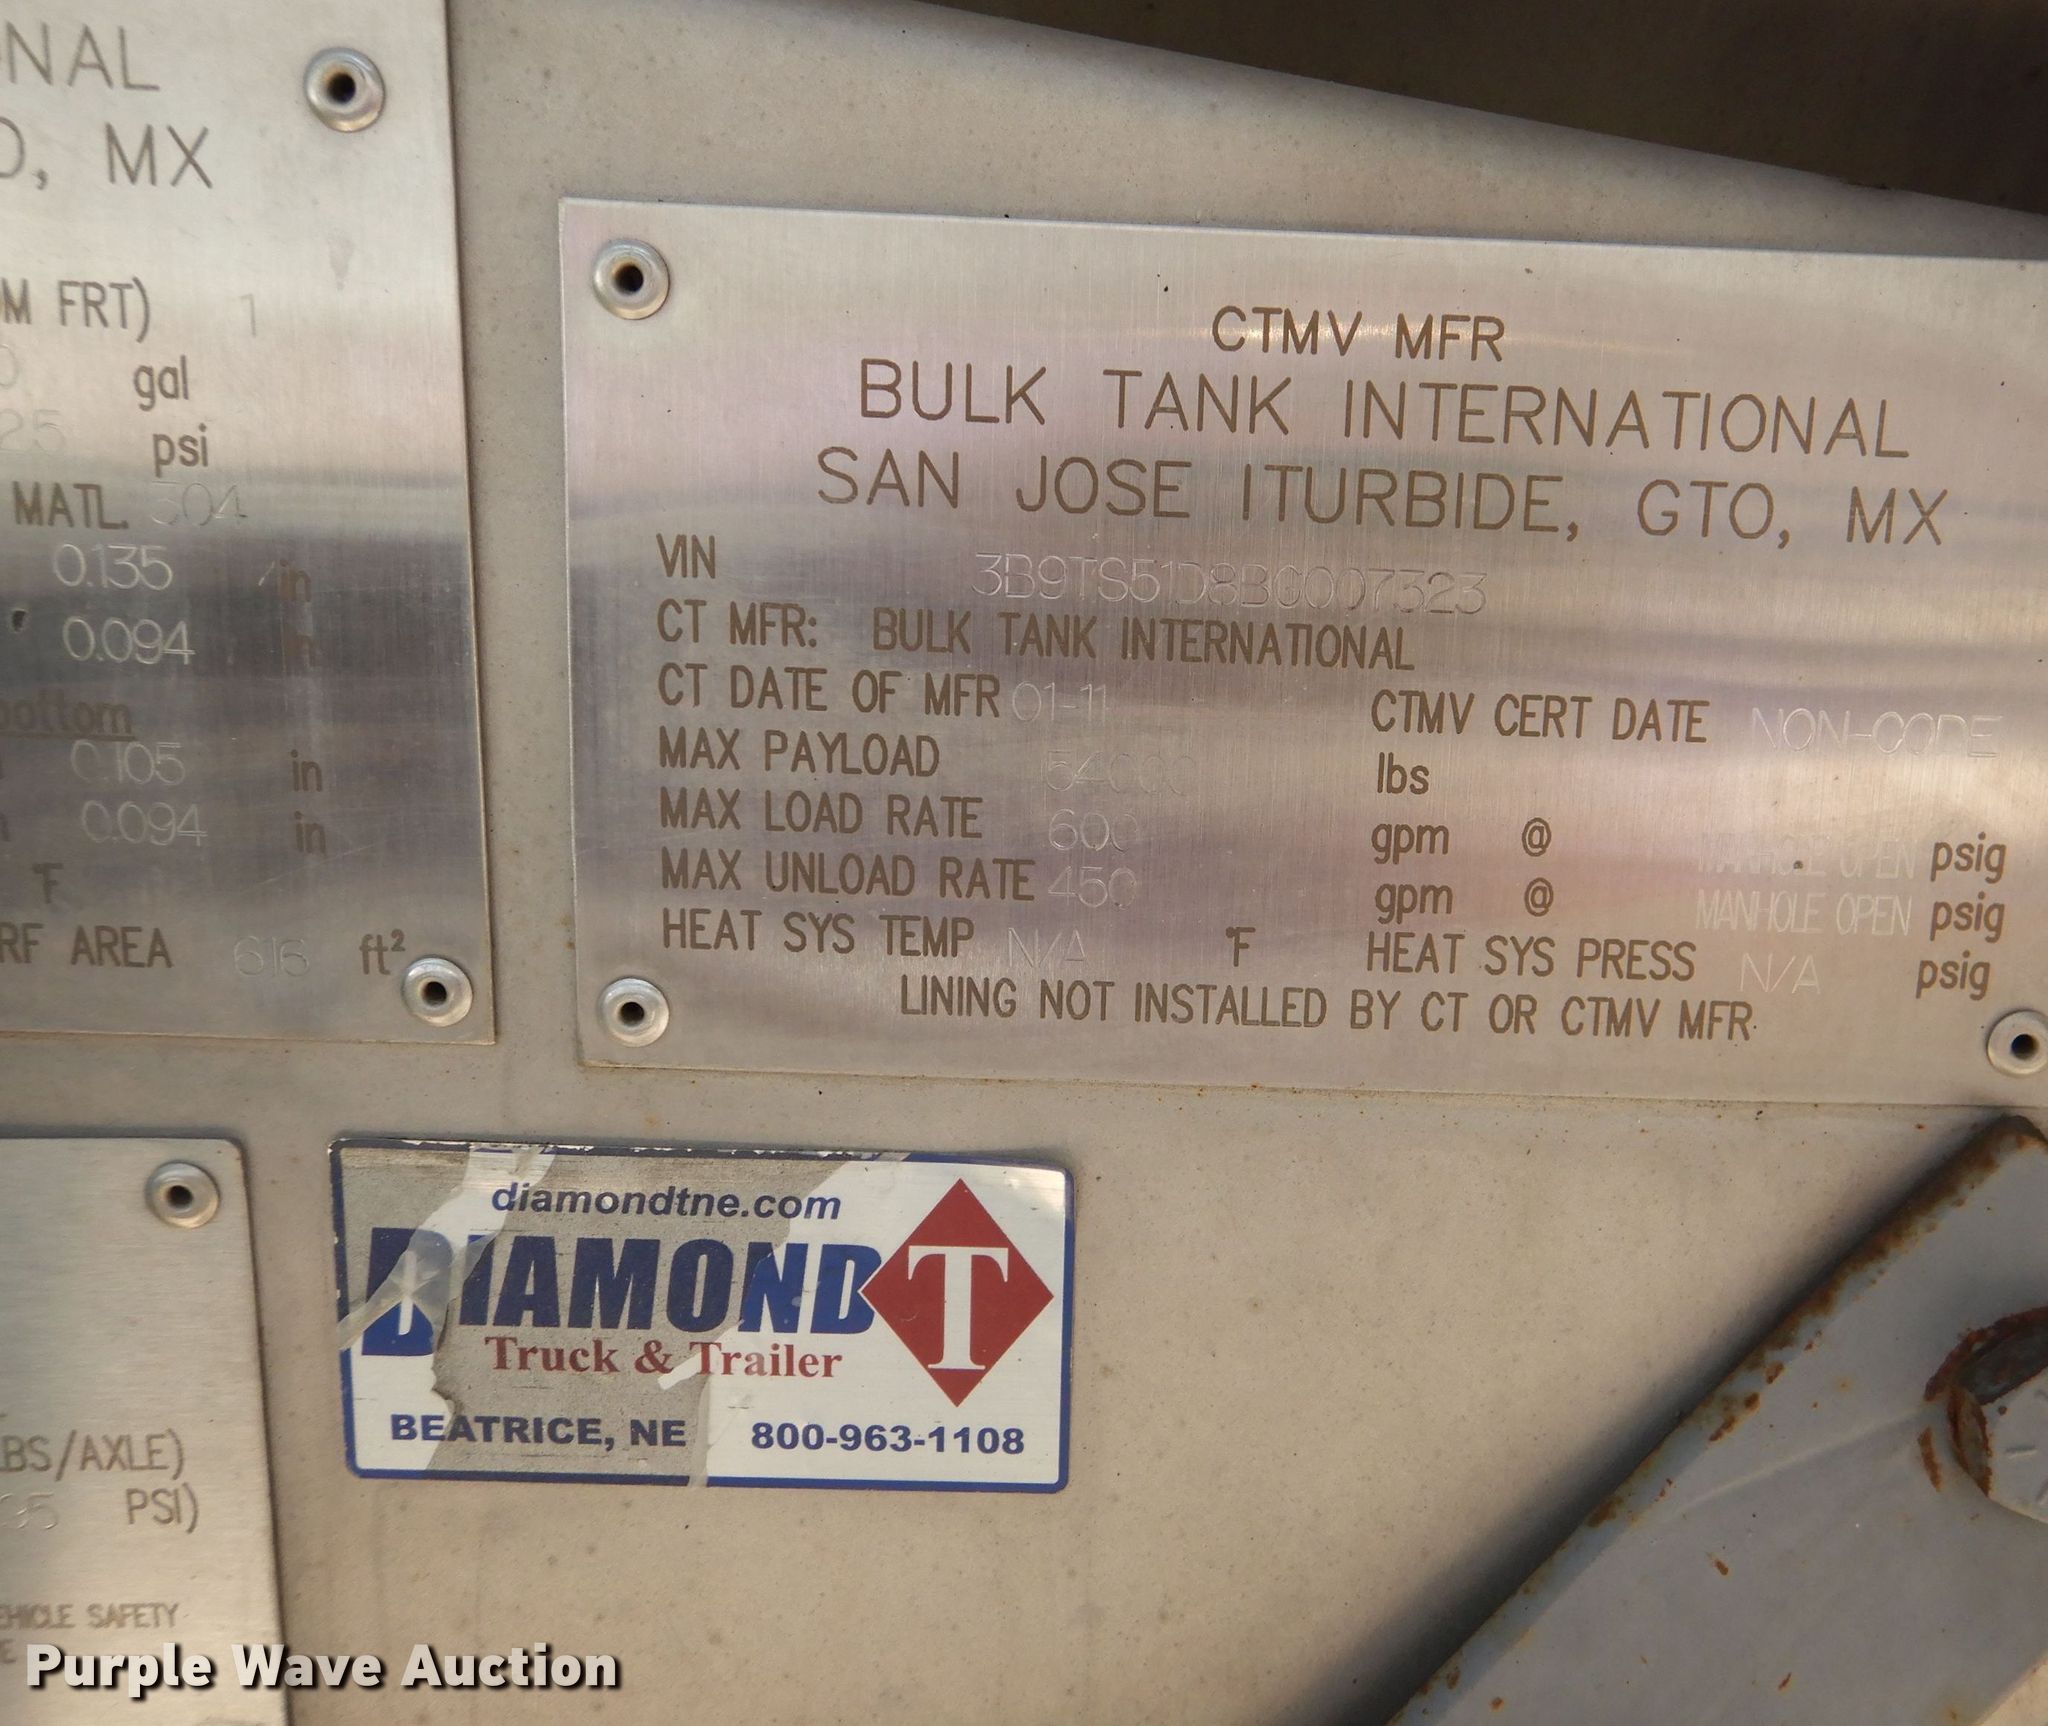 NAL
, MX
M FRT) 1
0 gal
25 psi
MATL. 304
0.135 in
0.094 in
bottom
0.105 in
0.094 in
°F
RF AREA 616 ft²
CTMV MFR
BULK TANK INTERNATIONAL
SAN JOSE ITURBIDE, GTO, MX
VIN 3B9TS51D8BG007323
CT MFR: BULK TANK INTERNATIONAL
CT DATE OF MFR 01-11 CTMV CERT DATE NON-CODE
MAX PAYLOAD 54000 lbs
MAX LOAD RATE 600 gpm @ MANHOLE OPEN psig
MAX UNLOAD RATE 450 gpm @ MANHOLE OPEN psig
HEAT SYS TEMP N/A °F HEAT SYS PRESS N/A psig
LINING NOT INSTALLED BY CT OR CTMV MFR.
diamondtne.com
DIAMOND T
Truck & Trailer
BEATRICE, NE 800-963-1108
BS/AXLE)
35 PSI)
EHICLE SAFETY
E
Purple Wave Auction